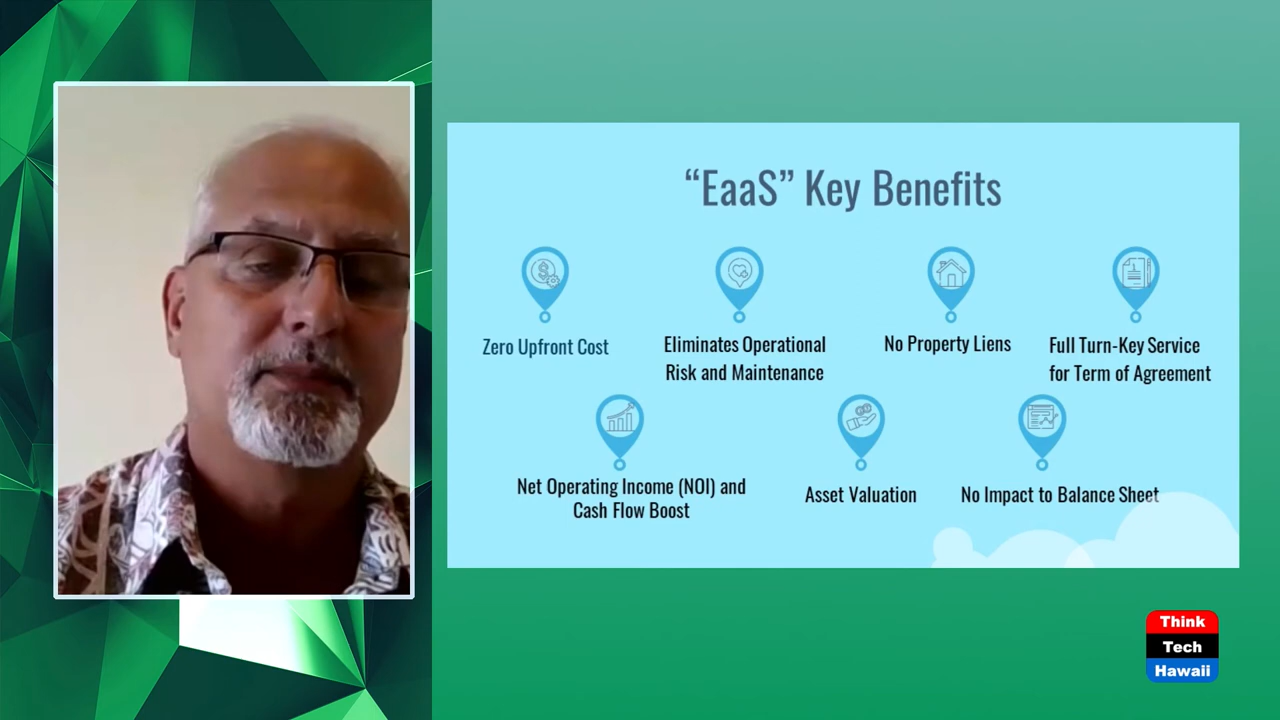 “EaaS” Key Benefits
Zero Upfront Cost
Eliminates Operational
Risk and Maintenance
No Property Liens
Full Turn-Key Service
for Term of Agreement
Net Operating Income (NOI) and
Cash Flow Boost
Asset Valuation
No Impact to Balance Sheet
Think
Tech
Hawaii